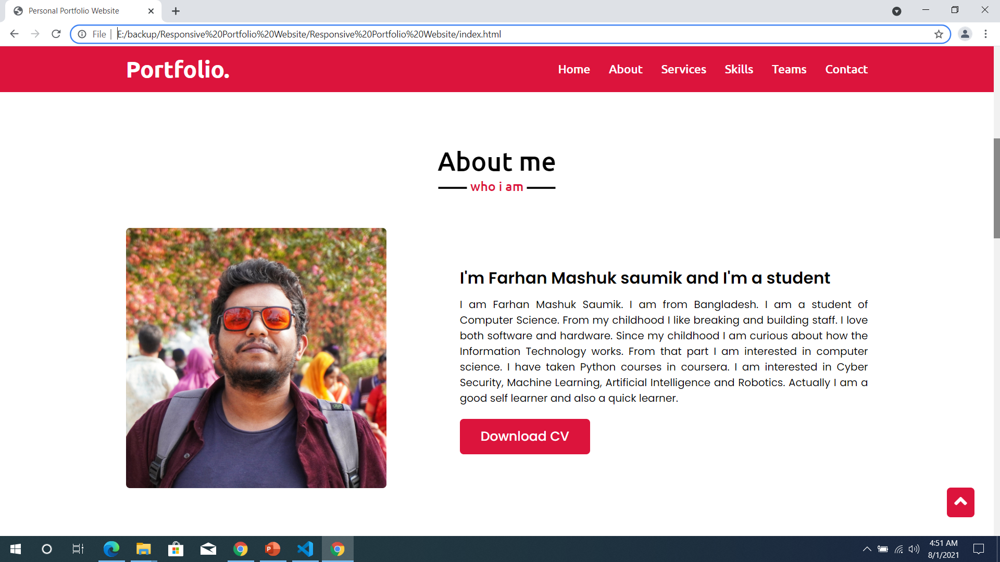 Personal Portfolio Website
File
E:/backup/Responsive%20Portfolio%20Website/Responsive%20Portfolio%20Website/index.html
Portfolio.
Home About Services Skills Teams Contact
About me
who i am
I'm Farhan Mashuk saumik and I'm a student
I am Farhan Mashuk Saumik. I am from Bangladesh. I am a student of
Computer Science. From my childhood I like breaking and building staff. I love
both software and hardware. Since my childhood I am curious about how the
Information Technology works. From that part I am interested in computer
science. I have taken Python courses in coursera. I am interested in Cyber
Security, Machine Learning, Artificial Intelligence and Robotics. Actually I am a
good self learner and also a quick learner.
Download CV
4:51 AM
8/1/2021